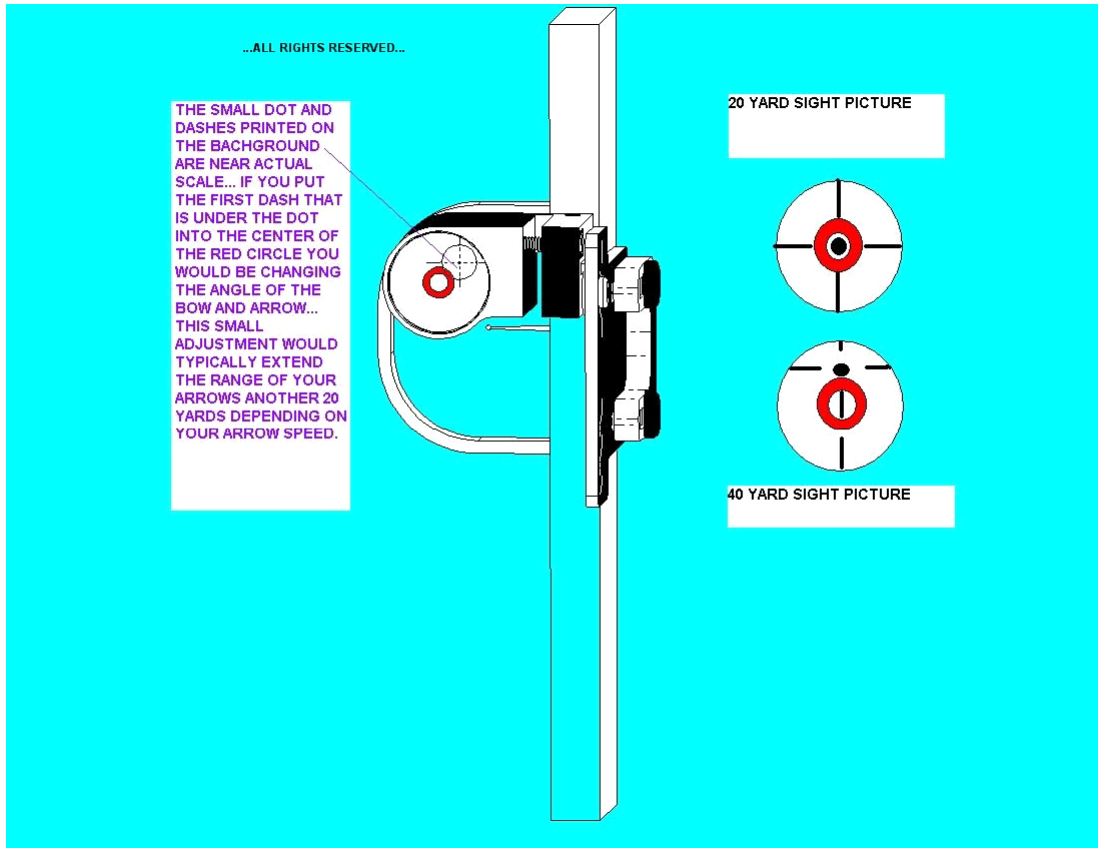 ...ALL RIGHTS RESERVED...
THE SMALL DOT AND
DASHES PRINTED ON
THE BACHGROUND
ARE NEAR ACTUAL
SCALE... IF YOU PUT
THE FIRST DASH THAT
IS UNDER THE DOT
INTO THE CENTER OF
THE RED CIRCLE YOU
WOULD BE CHANGING
THE ANGLE OF THE
BOW AND ARROW...
THIS SMALL
ADJUSTMENT WOULD
TYPICALLY EXTEND
THE RANGE OF YOUR
ARROWS ANOTHER 20
YARDS DEPENDING ON
YOUR ARROW SPEED.
20 YARD SIGHT PICTURE
40 YARD SIGHT PICTURE